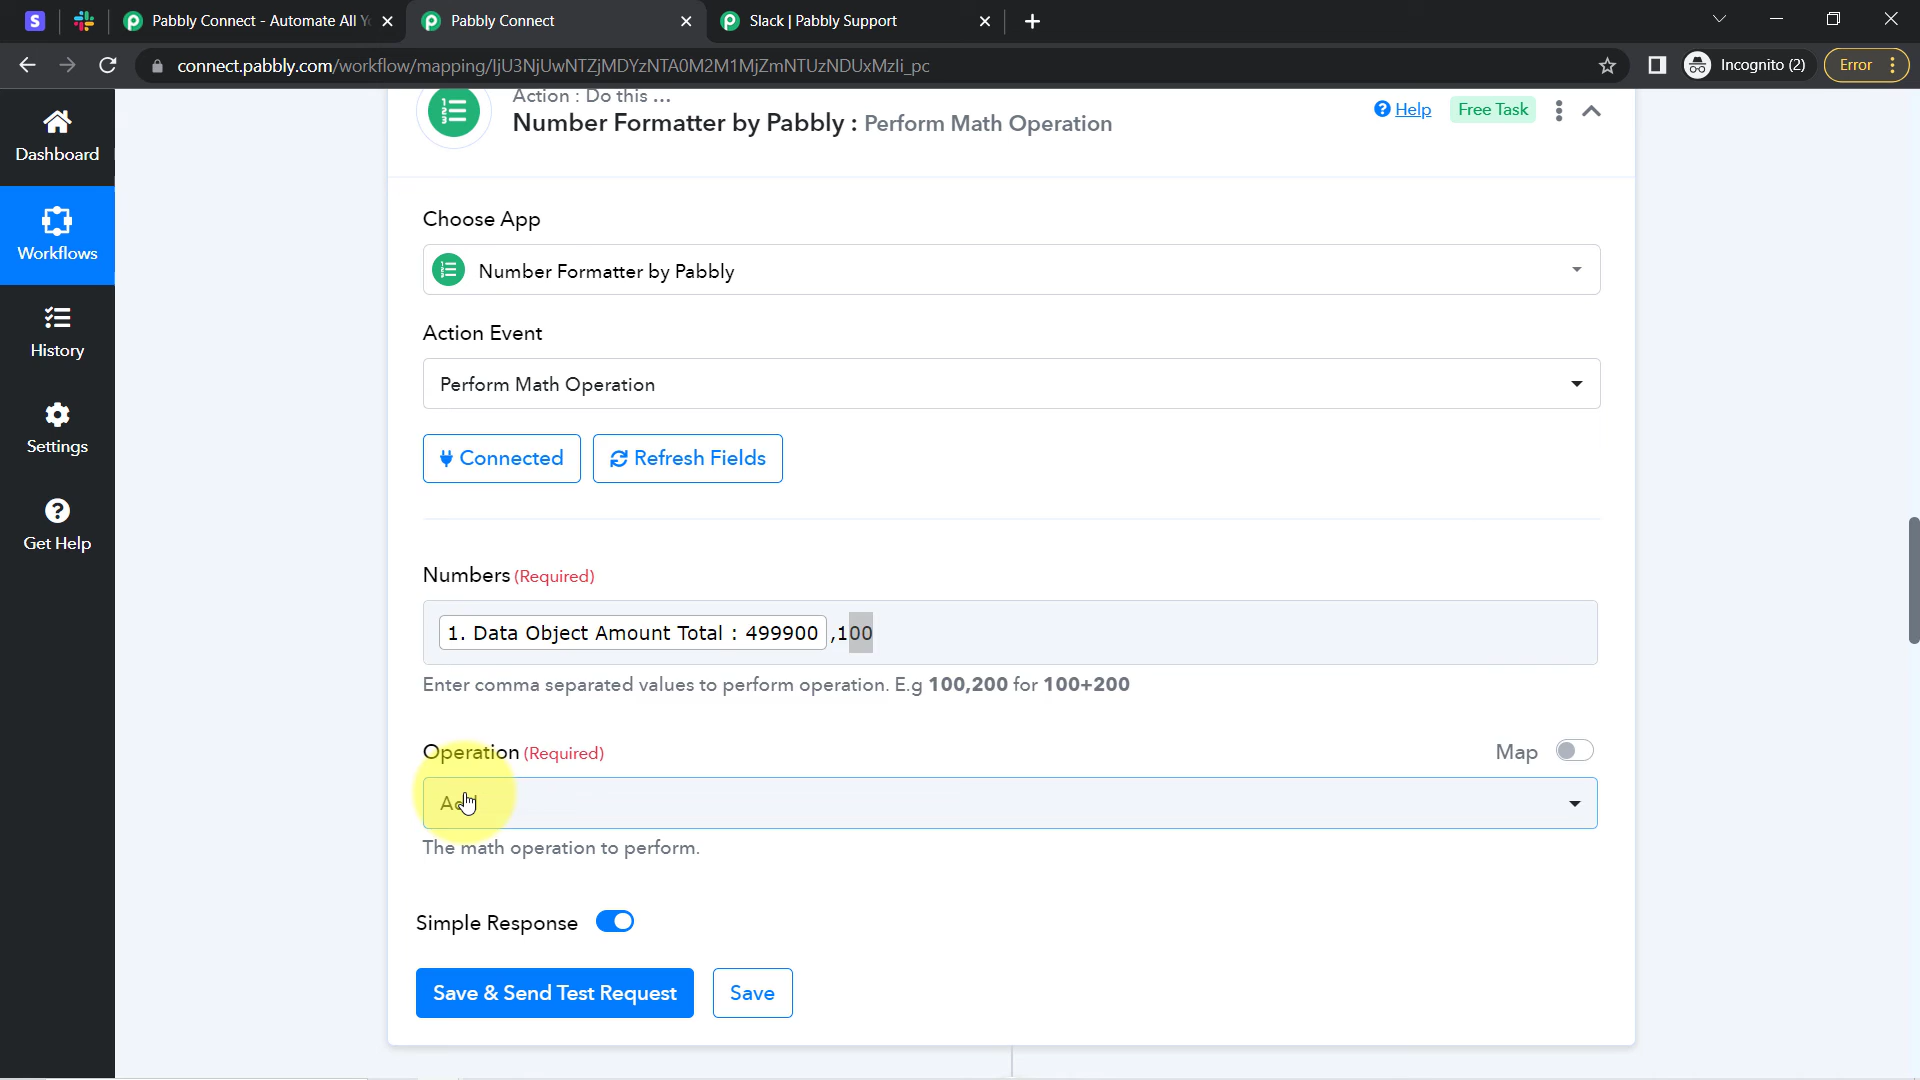 S
Pabbly Connect - Automate All Y
Pabbly Connect
Slack | Pabbly Support
connect.pabbly.com/workflow/mapping/IjU3NjUwNTZjMDYzNTA0M2M1MjZmNTUzNDUxMzIi_pc
Incognito (2)
Error
Dashboard
Workflows
History
Settings
Get Help
Action : Do this ...
Number Formatter by Pabbly : Perform Math Operation
Help
Free Task
Choose App
Number Formatter by Pabbly
Action Event
Perform Math Operation
Connected
Refresh Fields
Numbers (Required)
1. Data Object Amount Total : 499900 ,100
Enter comma separated values to perform operation. E.g 100,200 for 100+200
Operation (Required)
Map
Add
The math operation to perform.
Simple Response
Save & Send Test Request
Save